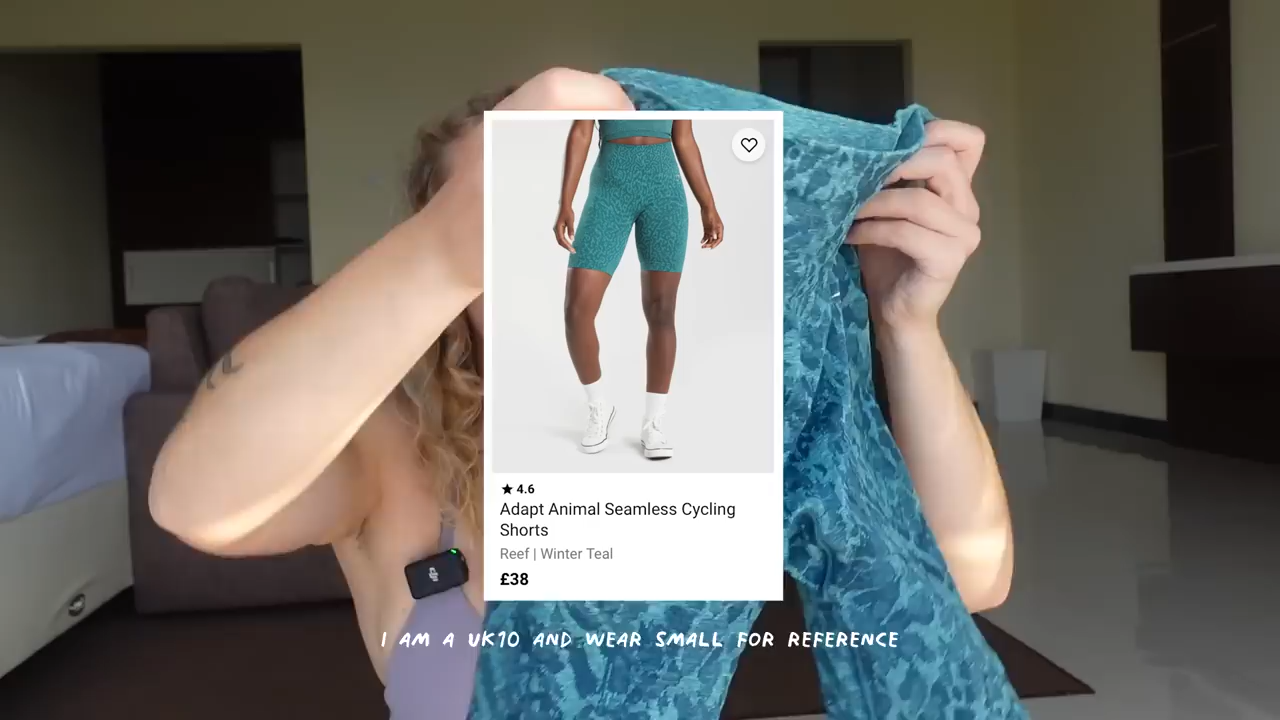 ★ 4.6
Adapt Animal Seamless Cycling
Shorts
Reef | Winter Teal
£38
I AM A UK10 AND WEAR SMALL FOR REFERENCE